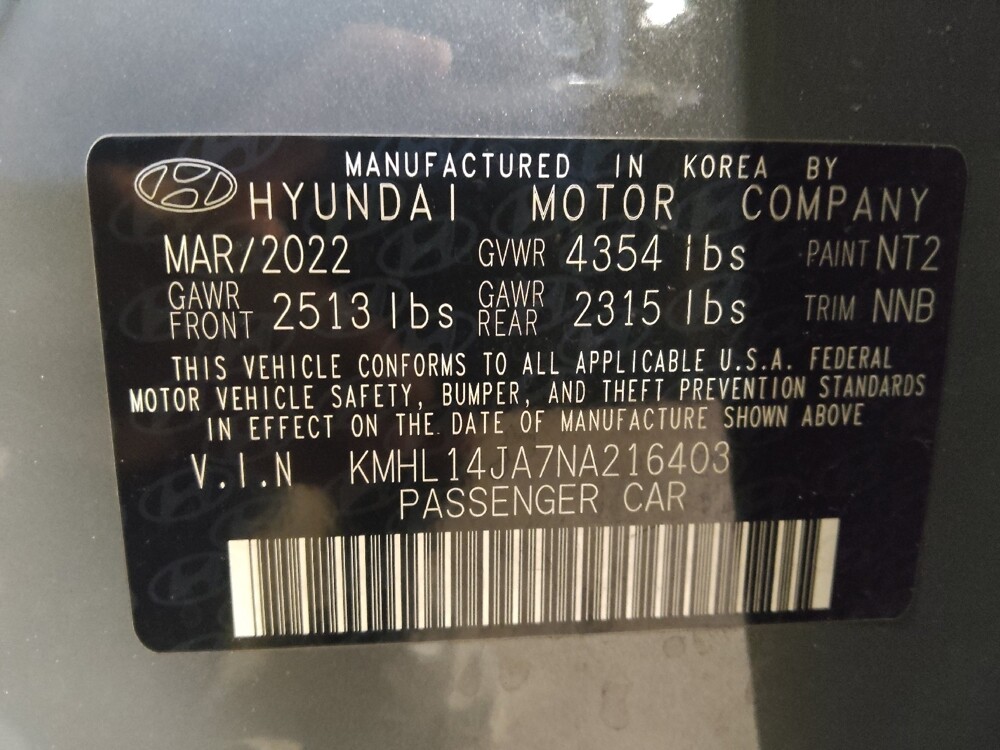 MANUFACTURED IN KOREA BY
HYUNDAI MOTOR COMPANY
MAR/2022 GVWR 4354 lbs PAINT NT2
GAWR FRONT 2513 lbs GAWR REAR 2315 lbs TRIM NNB
THIS VEHICLE CONFORMS TO ALL APPLICABLE U.S.A. FEDERAL
MOTOR VEHICLE SAFETY, BUMPER, AND THEFT PREVENTION STANDARDS
IN EFFECT ON THE DATE OF MANUFACTURE SHOWN ABOVE
V.I.N KMHL14JA7NA216403
PASSENGER CAR